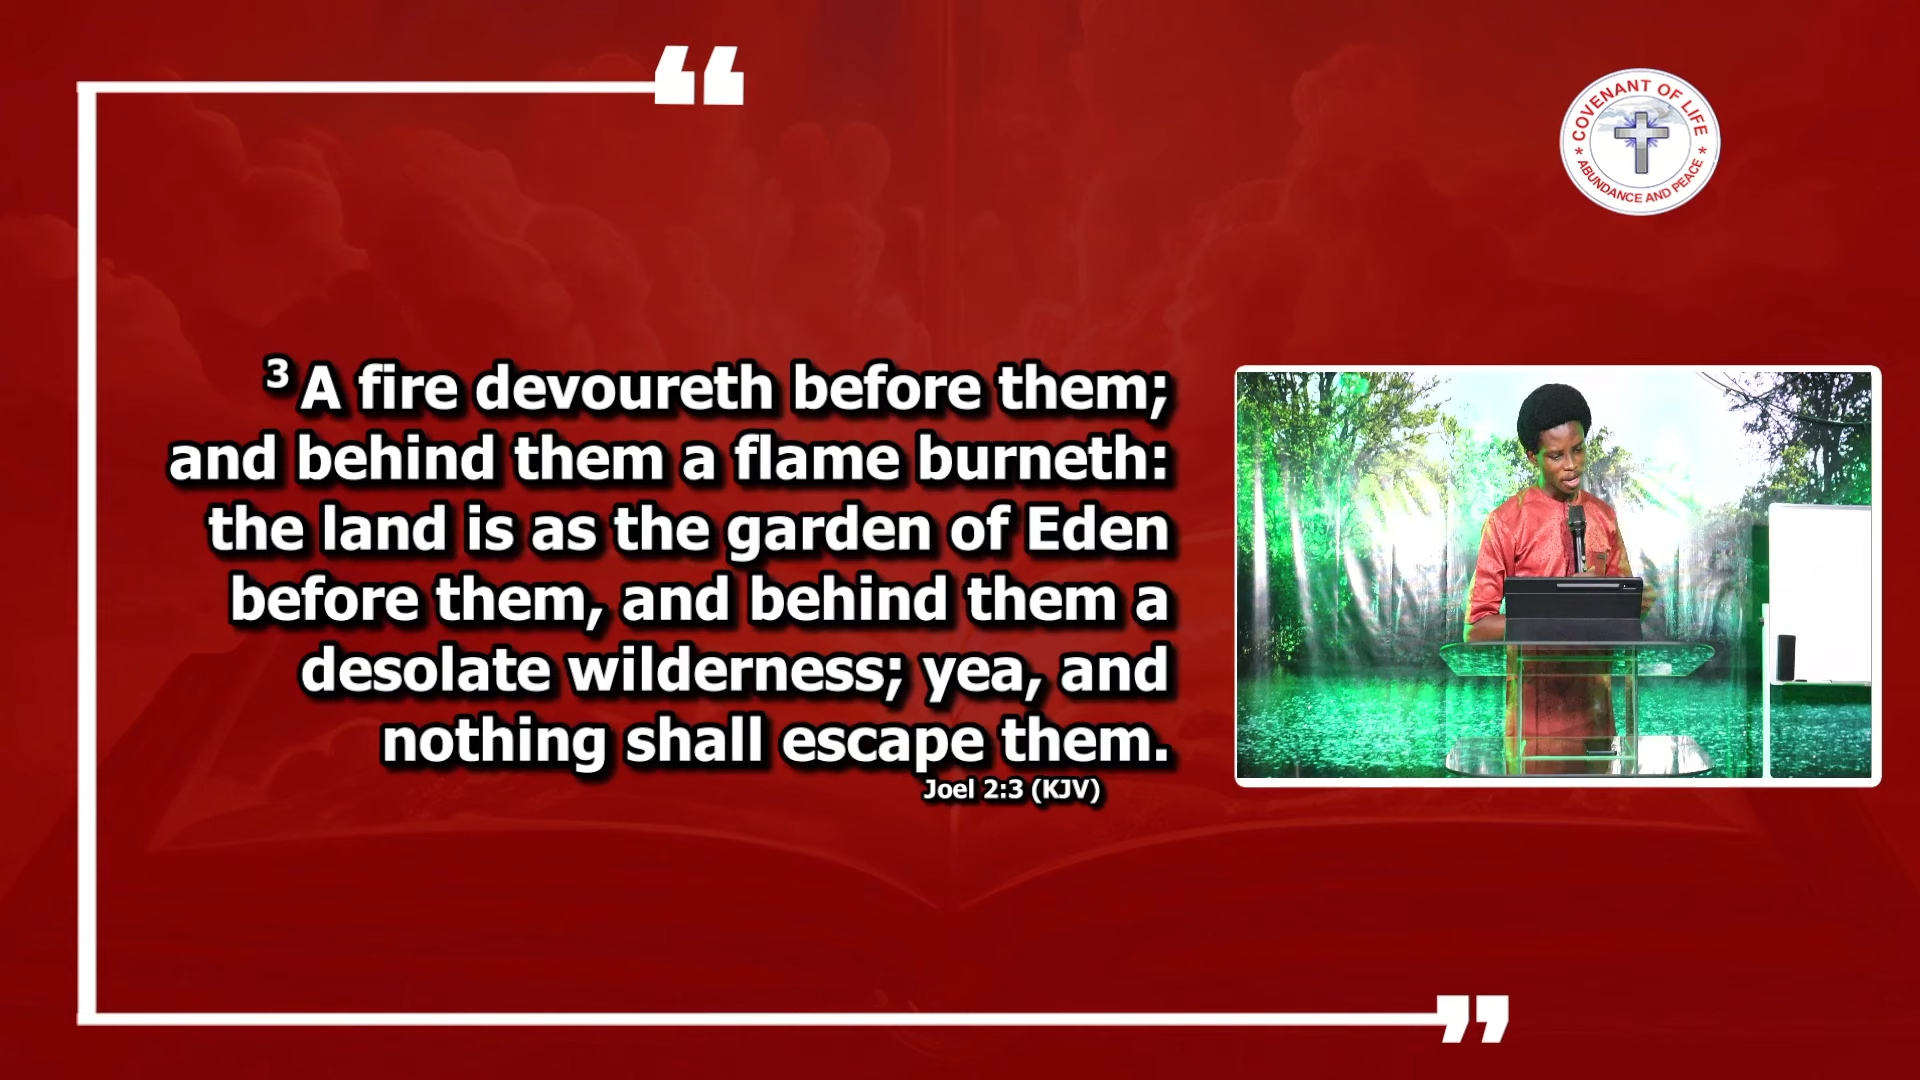 “
COVENANT OF LIFE
* ABUNDANCE AND PEACE *
3 A fire devoureth before them;
and behind them a flame burneth:
the land is as the garden of Eden
before them, and behind them a
desolate wilderness; yea, and
nothing shall escape them.
Joel 2:3 (KJV)
”